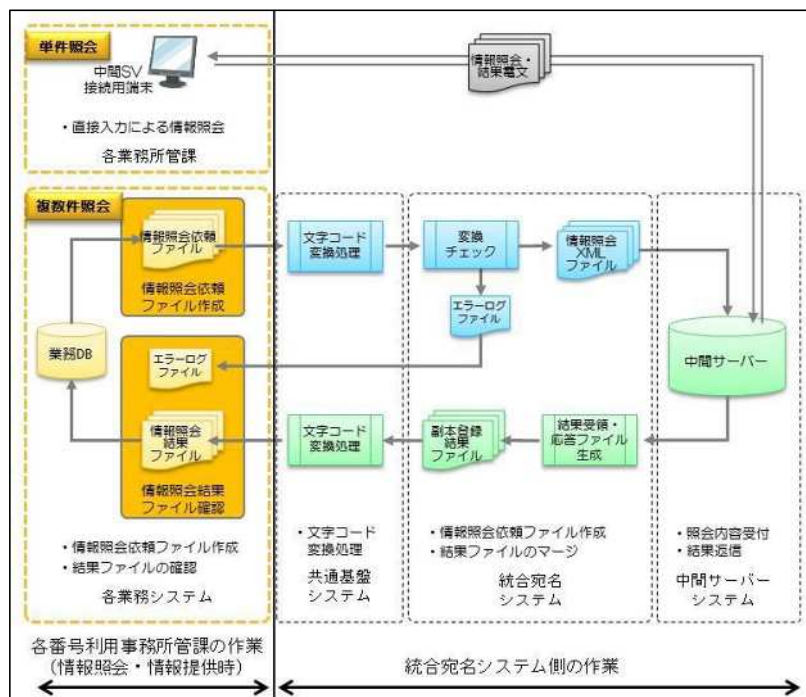 単件照会
中間SV
接続用端末
・直接入力による情報照会
各業務所管課
情報照会・
結果電文
複数件照会
情報照会依頼
ファイル
情報照会依頼
ファイル作成
文字コード
変換処理
変換
チェック
情報照会
XML
ファイル
エラーログ
ファイル
業務DB
エラーログ
ファイル
中間サーバー
情報照会
結果
ファイル
情報照会結果
ファイル確認
文字コード
変換処理
副本登録
結果
ファイル
結果受領・
応答ファイル
生成
・情報照会依頼ファイル作成
・結果ファイルの確認
各業務システム
・文字コード
変換処理
共通基盤
システム
・情報照会依頼ファイル作成
・結果ファイルのマージ
統合宛名
システム
・照会内容受付
・結果返信
中間サーバー
システム
各番号利用事務所管課の作業
(情報照会・情報提供時)
統合宛名システム側の作業